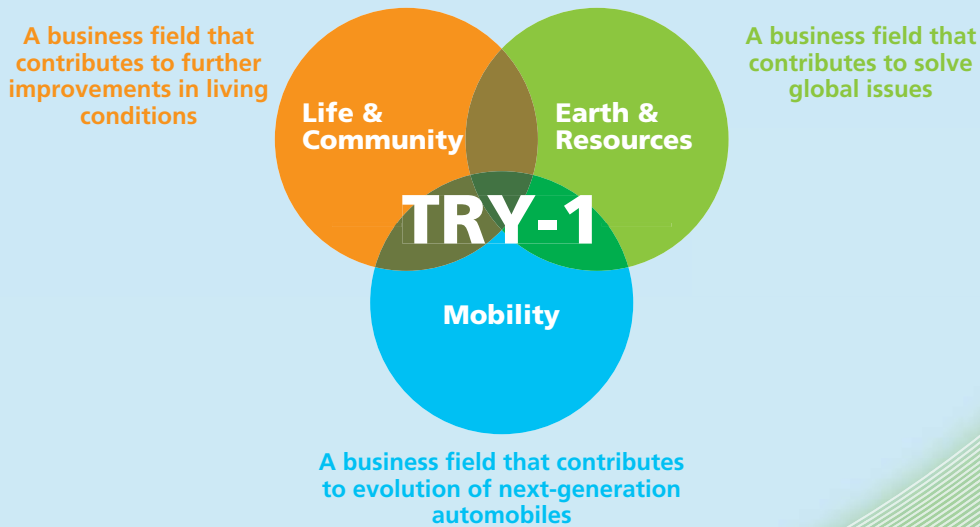 A business field that
contributes to further
improvements in living
conditions
A business field that
contributes to solve
global issues
Life &
Community
Earth &
Resources
TRY-1
Mobility
A business field that contributes
to evolution of next-generation
automobiles